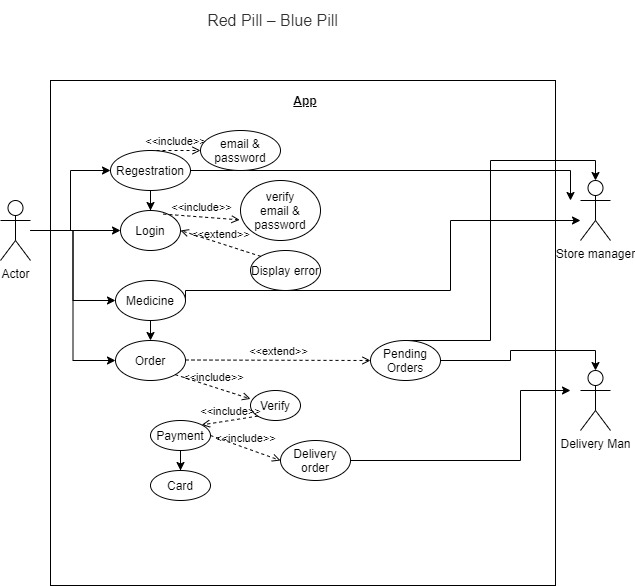 Red Pill – Blue Pill
App
<<include>>
email &
password
Regestration
<<include>>
verify
email &
password
Login
<<extend>>
Display error
Actor
Store manager
Medicine
Order
<<extend>>
Pending
Orders
<<include>>
Verify
<<include>>
Payment
<<include>>
Delivery
order
Delivery Man
Card